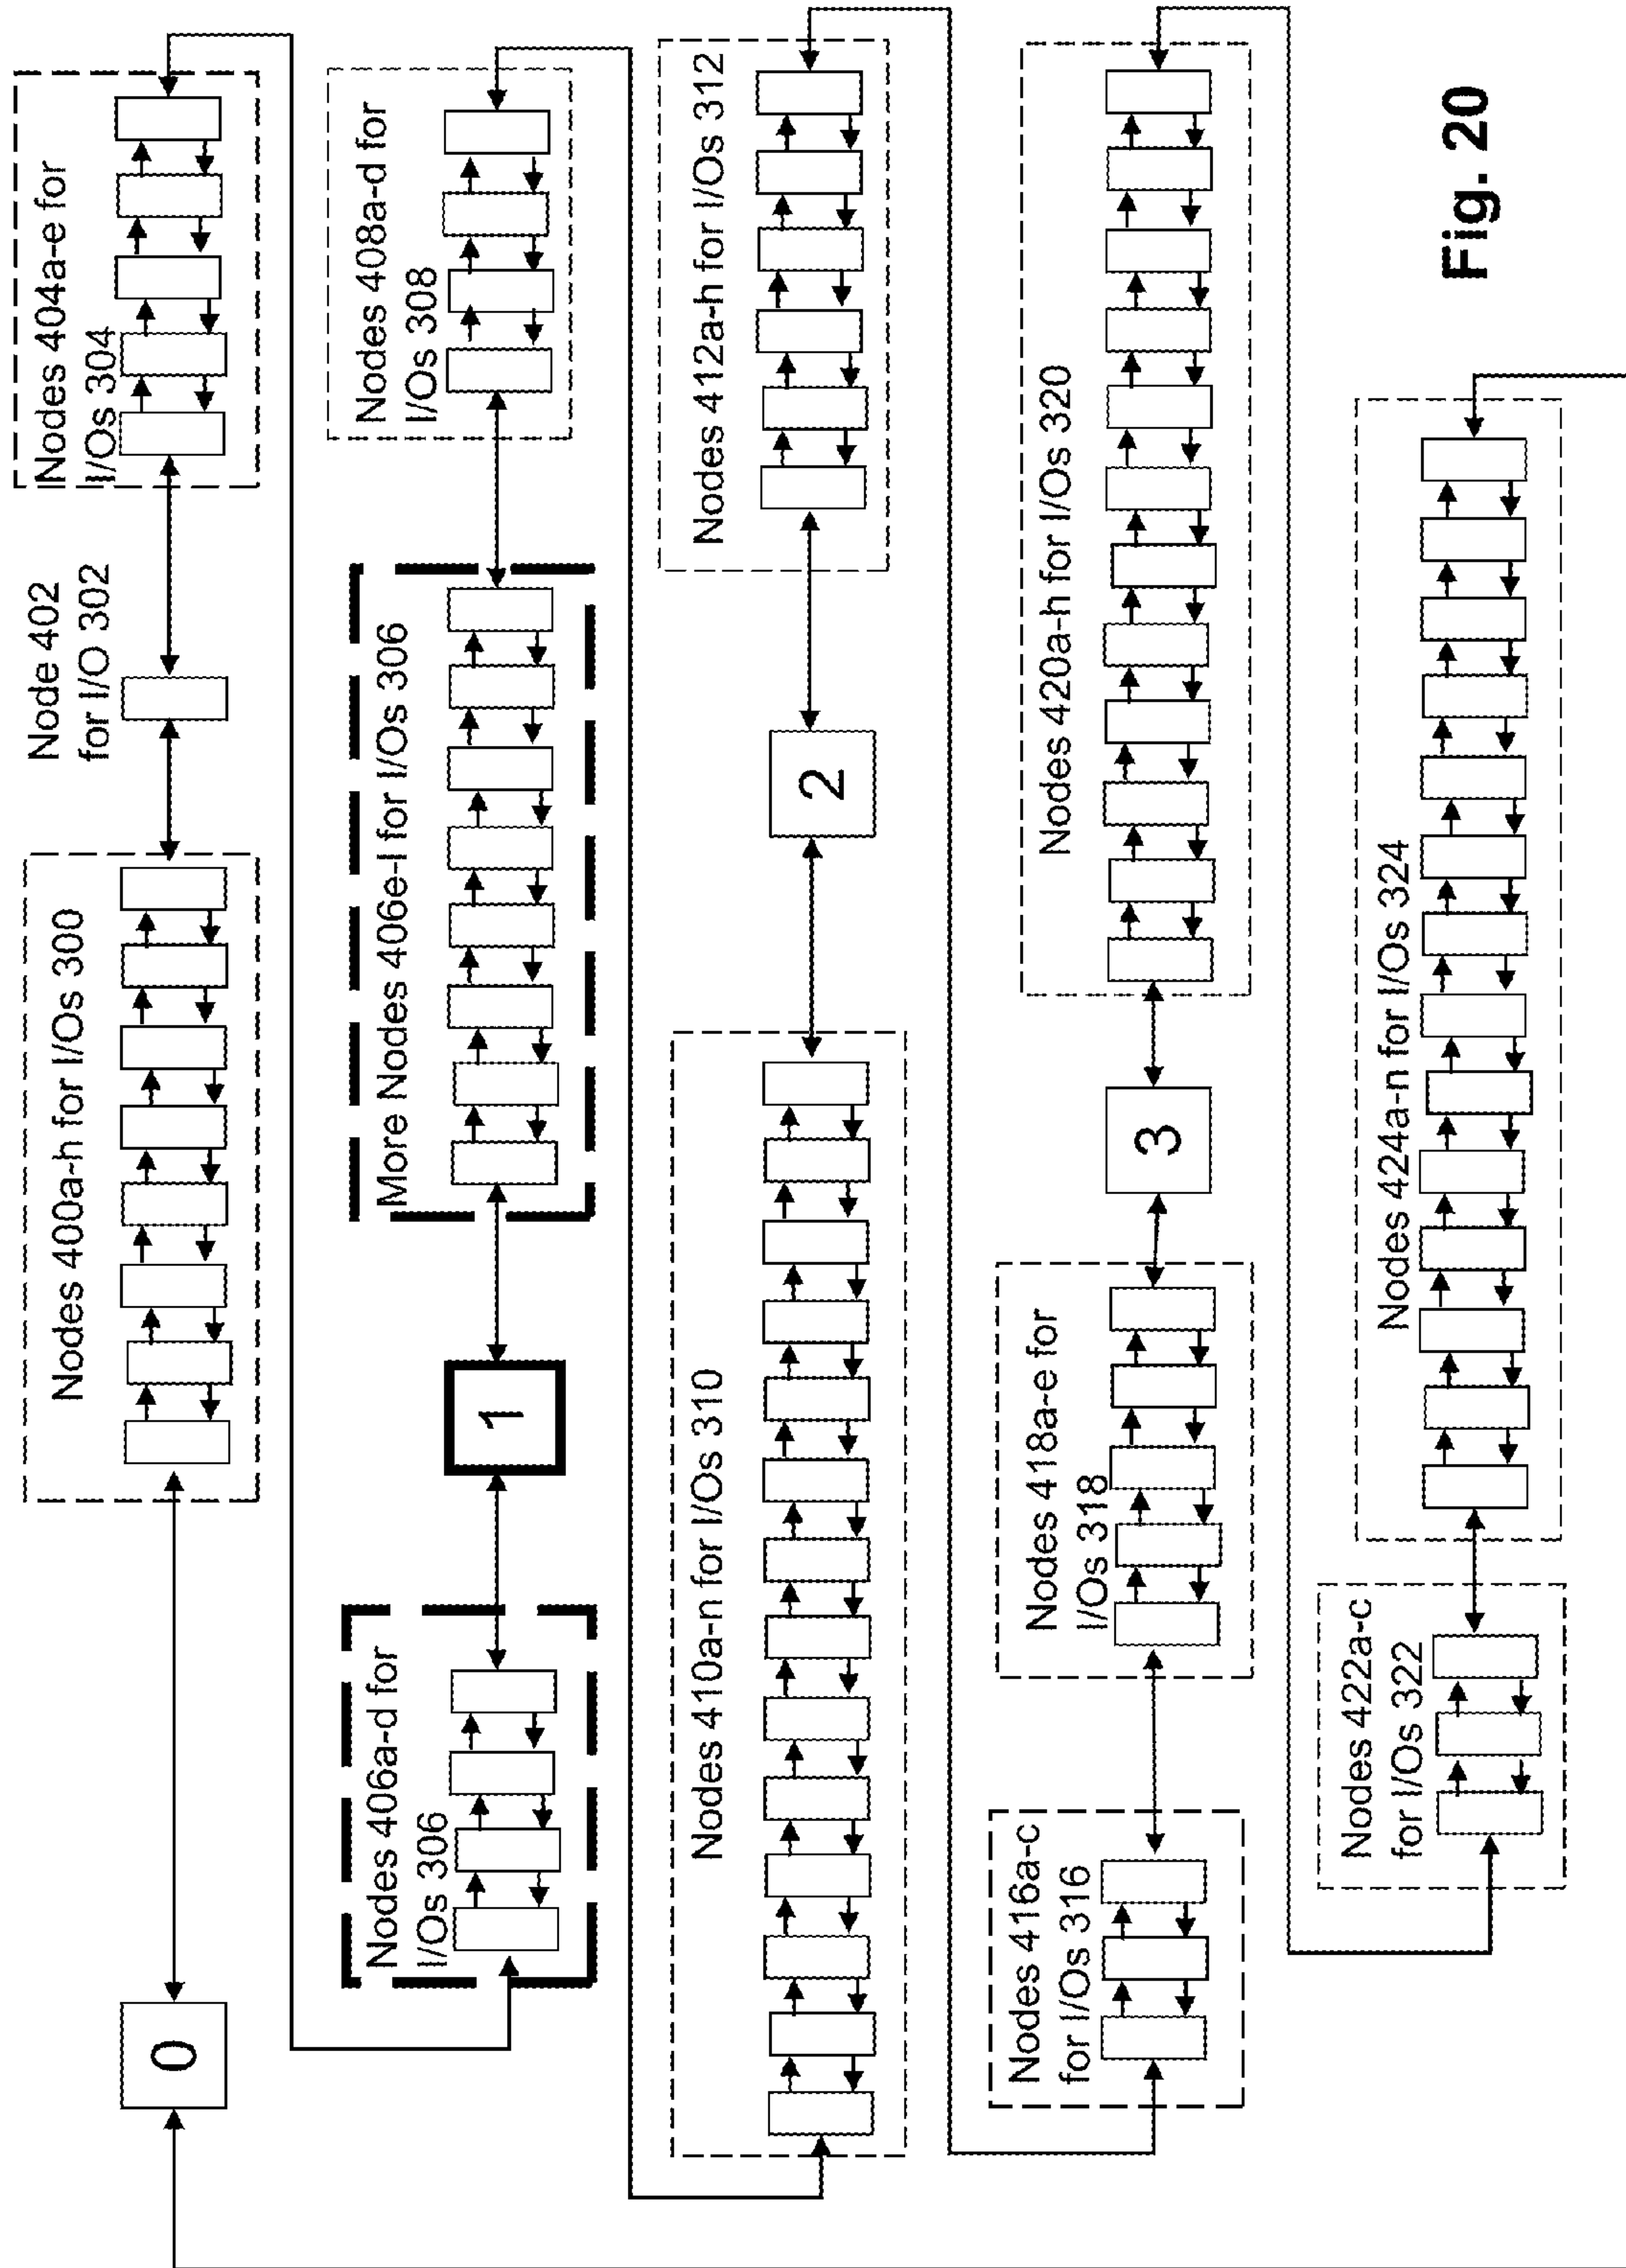 0
Nodes 400a-h for I/Os 300
Node 402
for I/O 302
Nodes 404a-e for
I/Os 304
Nodes 406a-d for
I/Os 306
1
More Nodes 406e-l for I/Os 306
Nodes 408a-d for
I/Os 308
Nodes 410a-n for I/Os 310
2
Nodes 412a-h for I/Os 312
Nodes 416a-c
for I/Os 316
Nodes 418a-e for
I/Os 318
3
Nodes 420a-h for I/Os 320
Nodes 422a-c
for I/Os 322
Nodes 424a-n for I/Os 324
Fig. 20